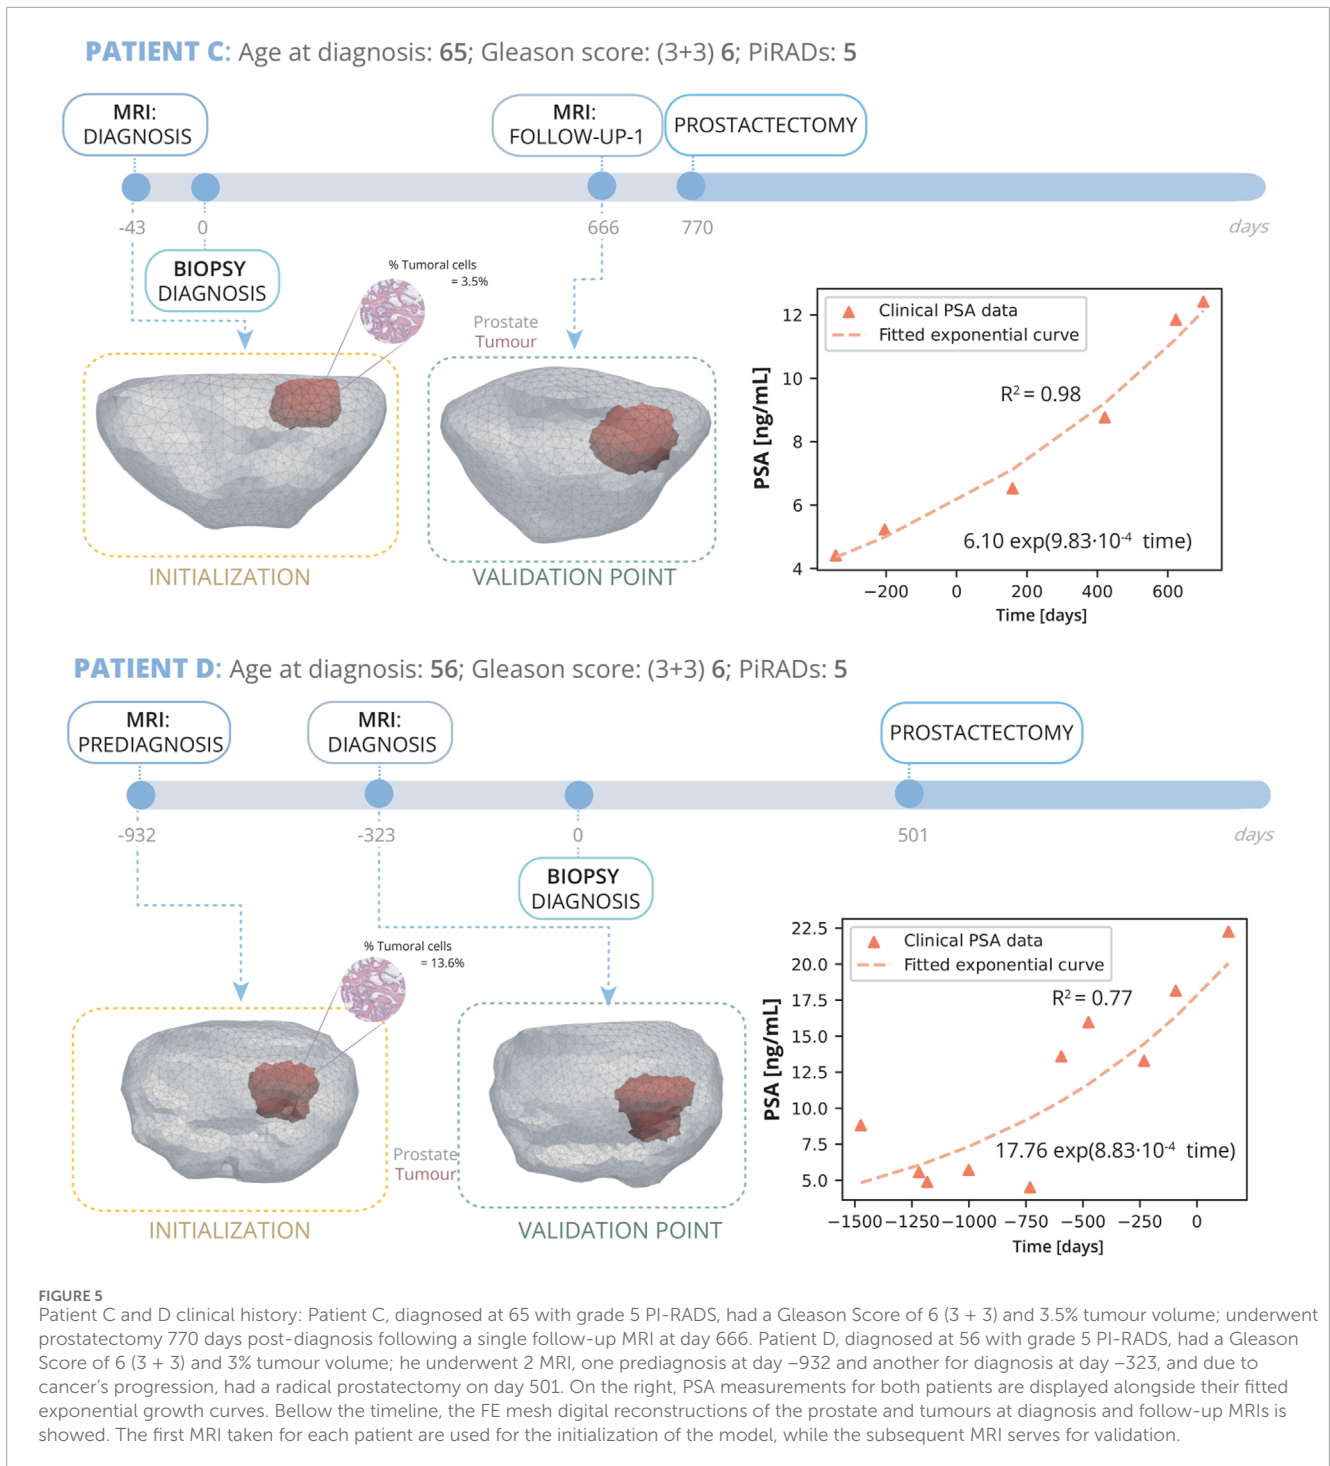 PATIENT C: Age at diagnosis: 65; Gleason score: (3+3) 6; PiRADs: 5
MRI:
DIAGNOSIS
MRI:
FOLLOW-UP-1
PROSTACTECTOMY
-43
0
666
770
days
BIOPSY
DIAGNOSIS
% Tumoral cells
= 3.5%
Prostate
Tumour
INITIALIZATION
VALIDATION POINT
Clinical PSA data
Fitted exponential curve
R² = 0.98
6.10 exp(9.83·10⁻⁴ time)
PSA [ng/mL]
12
10
8
6
4
−200
0
200
400
600
Time [days]
PATIENT D: Age at diagnosis: 56; Gleason score: (3+3) 6; PiRADs: 5
MRI:
PREDIAGNOSIS
MRI:
DIAGNOSIS
PROSTACTECTOMY
-932
-323
0
501
days
BIOPSY
DIAGNOSIS
% Tumoral cells
= 13.6%
Prostate
Tumour
INITIALIZATION
VALIDATION POINT
Clinical PSA data
Fitted exponential curve
R² = 0.77
17.76 exp(8.83·10⁻⁴ time)
PSA [ng/mL]
22.5
20.0
17.5
15.0
12.5
10.0
7.5
5.0
−1500
−1250
−1000
−750
−500
−250
0
Time [days]
FIGURE 5
Patient C and D clinical history: Patient C, diagnosed at 65 with grade 5 PI-RADS, had a Gleason Score of 6 (3 + 3) and 3.5% tumour volume; underwent
prostatectomy 770 days post-diagnosis following a single follow-up MRI at day 666. Patient D, diagnosed at 56 with grade 5 PI-RADS, had a Gleason
Score of 6 (3 + 3) and 3% tumour volume; he underwent 2 MRI, one prediagnosis at day −932 and another for diagnosis at day −323, and due to
cancer’s progression, had a radical prostatectomy on day 501. On the right, PSA measurements for both patients are displayed alongside their fitted
exponential growth curves. Bellow the timeline, the FE mesh digital reconstructions of the prostate and tumours at diagnosis and follow-up MRIs is
showed. The first MRI taken for each patient are used for the initialization of the model, while the subsequent MRI serves for validation.